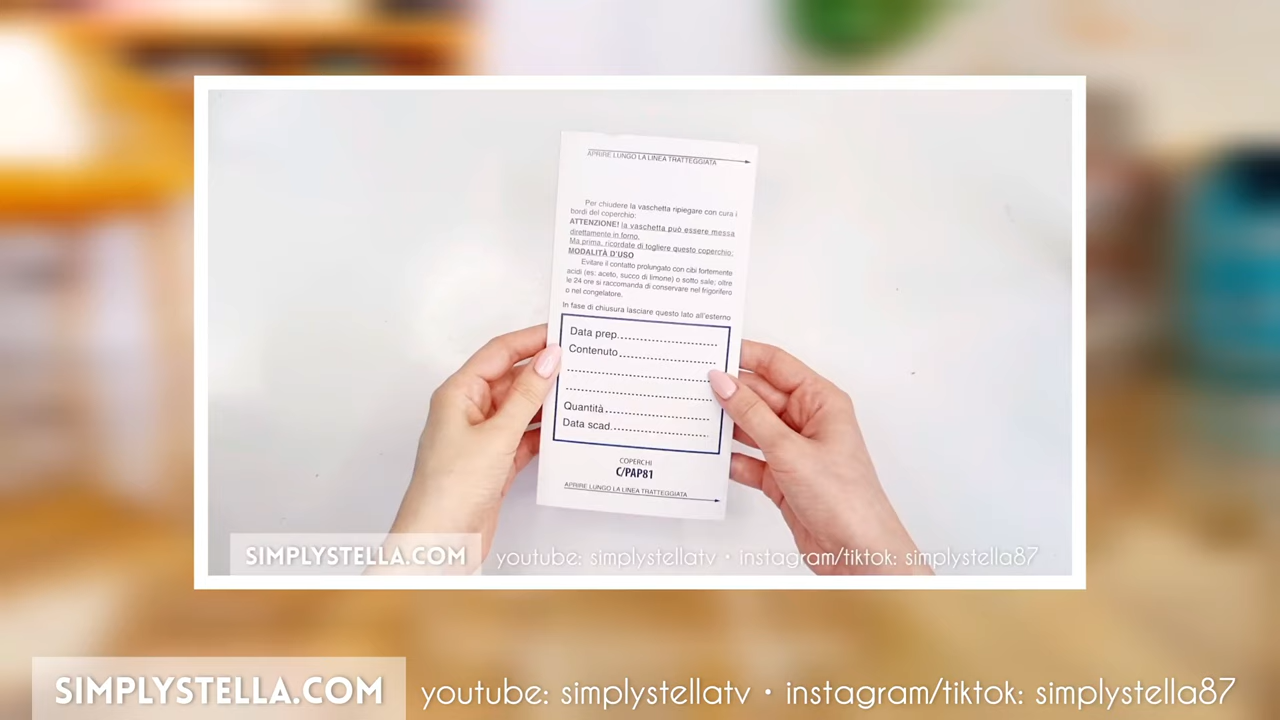 APRIRE LUNGO LA LINEA TRATTEGGIATA
Per chiudere la vaschetta ripiegare con cura i
bordi del coperchio:
ATTENZIONE! la vaschetta può essere messa
direttamente in forno.
Ma prima, ricordate di togliere questo coperchio.
MODALITÀ D'USO
Evitare il contatto prolungato con cibi fortemente
acidi (es: aceto, succo di limone) o sotto sale; oltre
le 24 ore si raccomanda di conservare nel frigorifero
o nel congelatore.
In fase di chiusura lasciare questo lato all'esterno
Data prep.
Contenuto
Quantità
Data scad.
COPERCHI
C/PAP81
APRIRE LUNGO LA LINEA TRATTEGGIATA
SIMPLYSTELLA.COM youtube: simplystellatv • instagram/tiktok: simplystella87
SIMPLYSTELLA.COM youtube: simplystellatv • instagram/tiktok: simplystella87